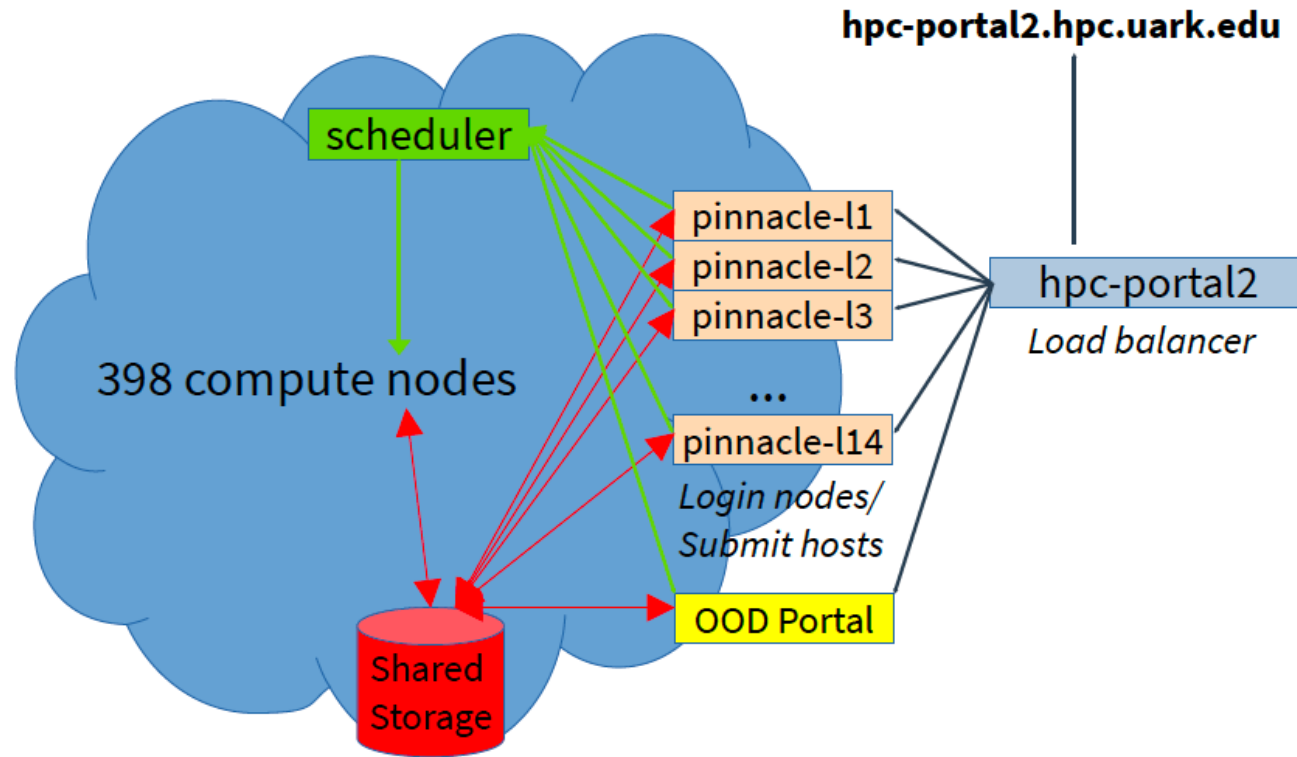 hpc-portal2.hpc.uark.edu
scheduler
pinnacle-l1
pinnacle-l2
pinnacle-l3
hpc-portal2
Load balancer
398 compute nodes
...
pinnacle-l14
Login nodes/
Submit hosts
OOD Portal
Shared
Storage